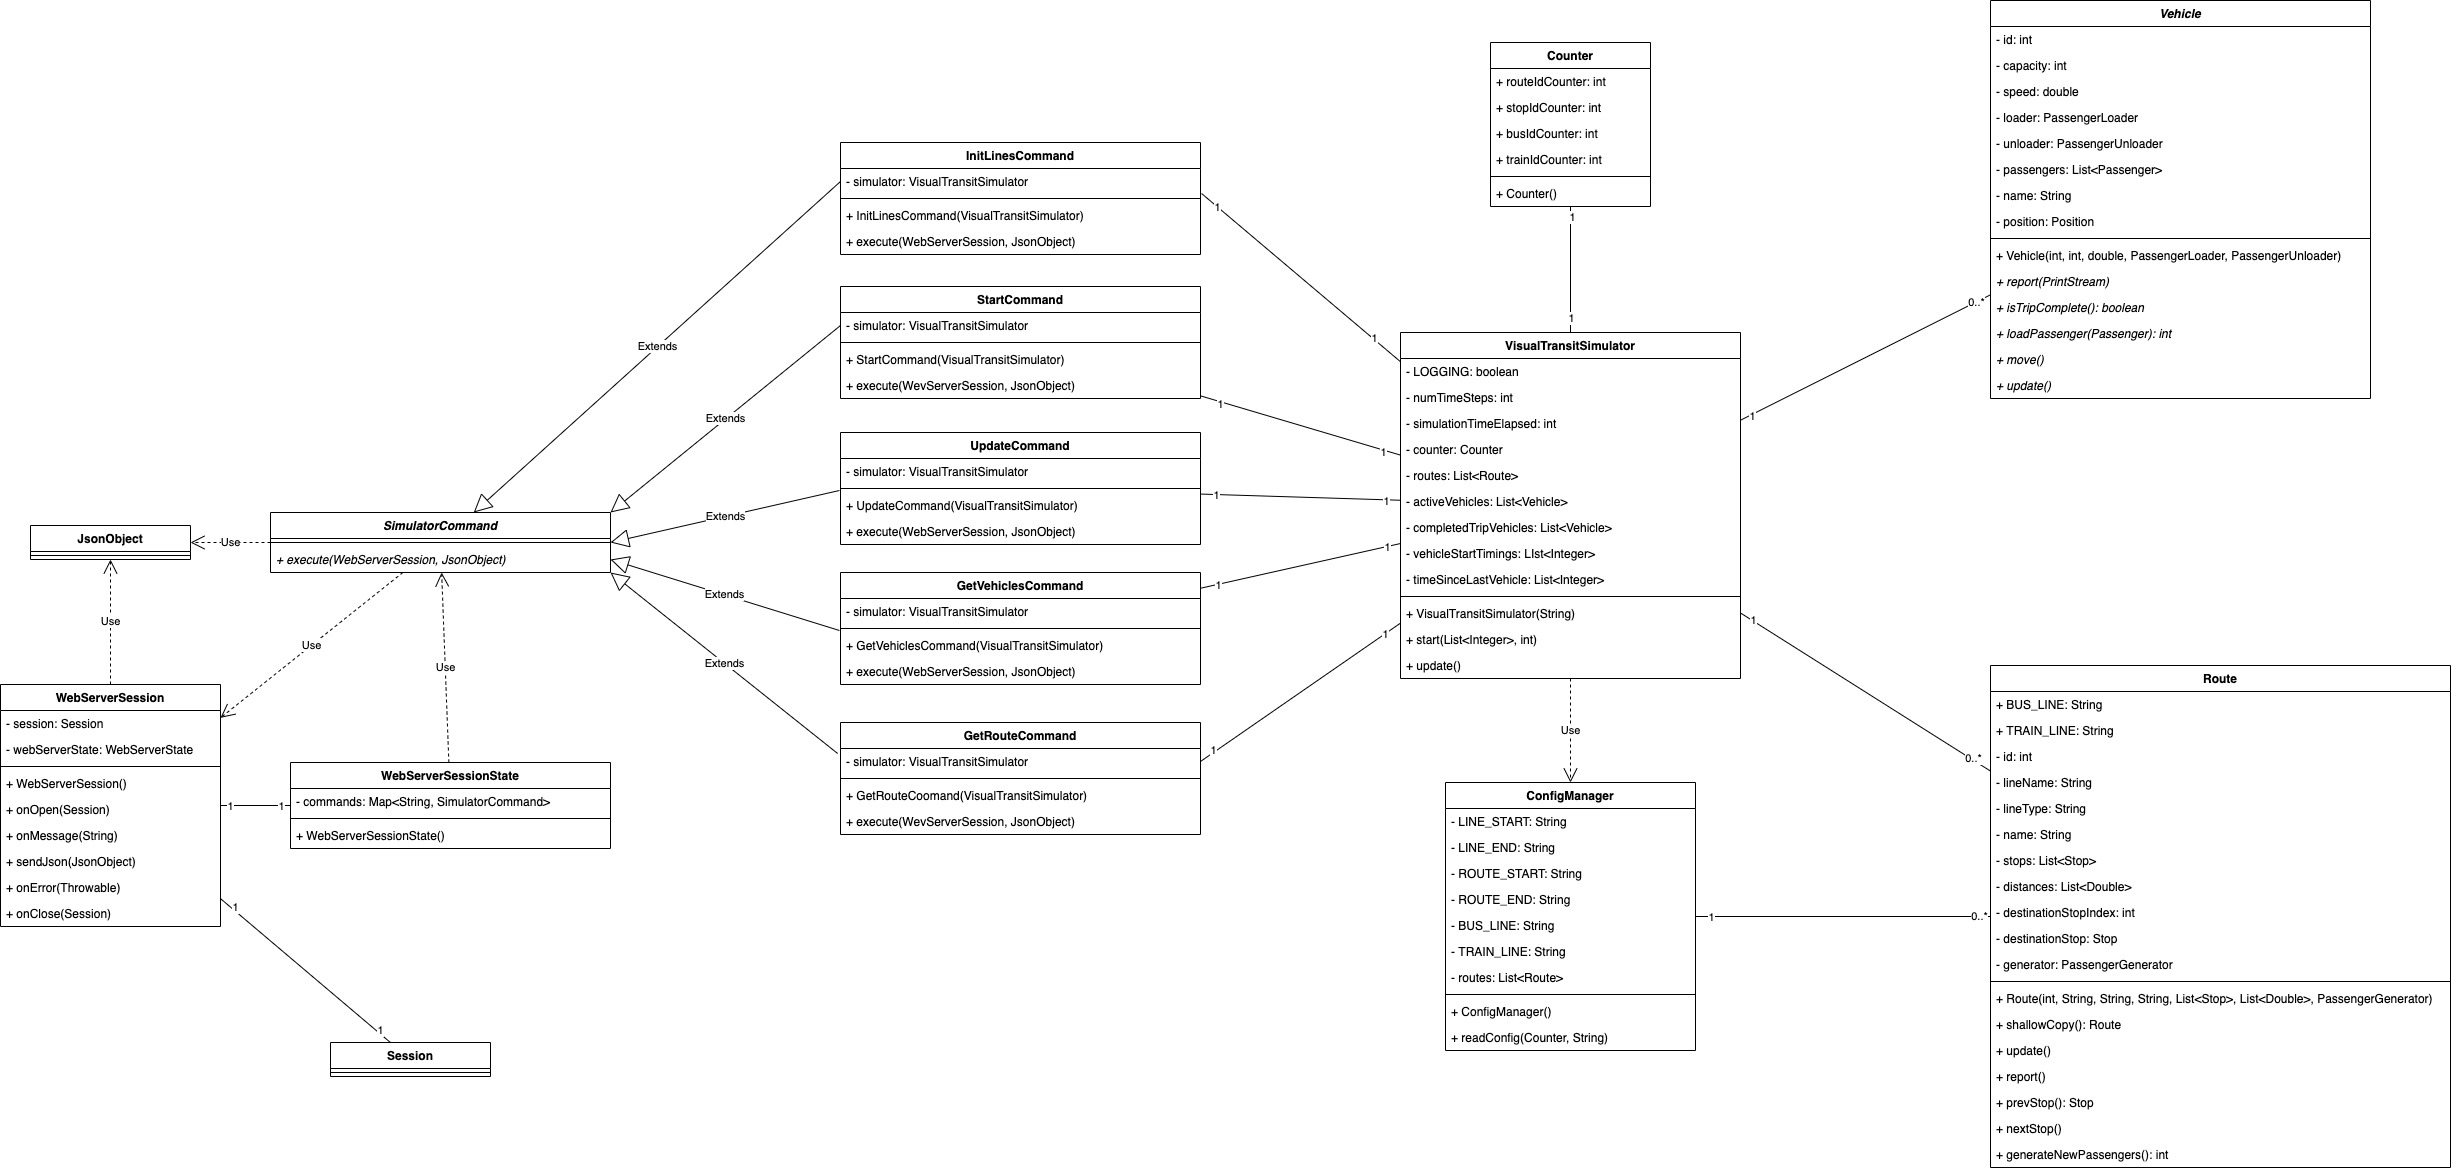 Vehicle
- id: int
- capacity: int
- speed: double
- loader: PassengerLoader
- unloader: PassengerUnloader
- passengers: List<Passenger>
- name: String
- position: Position
+ Vehicle(int, int, double, PassengerLoader, PassengerUnloader)
+ report(PrintStream)
+ isTripComplete(): boolean
+ loadPassenger(Passenger): int
+ move()
+ update()
Counter
+ routeIdCounter: int
+ stopIdCounter: int
+ busIdCounter: int
+ trainIdCounter: int
+ Counter()
1
1
InitLinesCommand
- simulator: VisualTransitSimulator
+ InitLinesCommand(VisualTransitSimulator)
+ execute(WebServerSession, JsonObject)
1
1
Extends
StartCommand
- simulator: VisualTransitSimulator
+ StartCommand(VisualTransitSimulator)
+ execute(WevServerSession, JsonObject)
1
1
Extends
UpdateCommand
- simulator: VisualTransitSimulator
+ UpdateCommand(VisualTransitSimulator)
+ execute(WebServerSession, JsonObject)
1
1
Extends
GetVehiclesCommand
- simulator: VisualTransitSimulator
+ GetVehiclesCommand(VisualTransitSimulator)
+ execute(WebServerSession, JsonObject)
1
1
Extends
GetRouteCommand
- simulator: VisualTransitSimulator
+ GetRouteCoomand(VisualTransitSimulator)
+ execute(WevServerSession, JsonObject)
1
1
Extends
VisualTransitSimulator
- LOGGING: boolean
- numTimeSteps: int
- simulationTimeElapsed: int
- counter: Counter
- routes: List<Route>
- activeVehicles: List<Vehicle>
- completedTripVehicles: List<Vehicle>
- vehicleStartTimings: LIst<Integer>
- timeSinceLastVehicle: List<Integer>
+ VisualTransitSimulator(String)
+ start(List<Integer>, int)
+ update()
1
0..*
1
0..*
Use
SimulatorCommand
+ execute(WebServerSession, JsonObject)
JsonObject
Use
Use
Use
Use
WebServerSession
- session: Session
- webServerState: WebServerState
+ WebServerSession()
+ onOpen(Session)
+ onMessage(String)
+ sendJson(JsonObject)
+ onError(Throwable)
+ onClose(Session)
1
1
WebServerSessionState
- commands: Map<String, SimulatorCommand>
+ WebServerSessionState()
1
1
Session
ConfigManager
- LINE_START: String
- LINE_END: String
- ROUTE_START: String
- ROUTE_END: String
- BUS_LINE: String
- TRAIN_LINE: String
- routes: List<Route>
+ ConfigManager()
+ readConfig(Counter, String)
1
0..*
Route
+ BUS_LINE: String
+ TRAIN_LINE: String
- id: int
- lineName: String
- lineType: String
- name: String
- stops: List<Stop>
- distances: List<Double>
- destinationStopIndex: int
- destinationStop: Stop
- generator: PassengerGenerator
+ Route(int, String, String, String, List<Stop>, List<Double>, PassengerGenerator)
+ shallowCopy(): Route
+ update()
+ report()
+ prevStop(): Stop
+ nextStop()
+ generateNewPassengers(): int